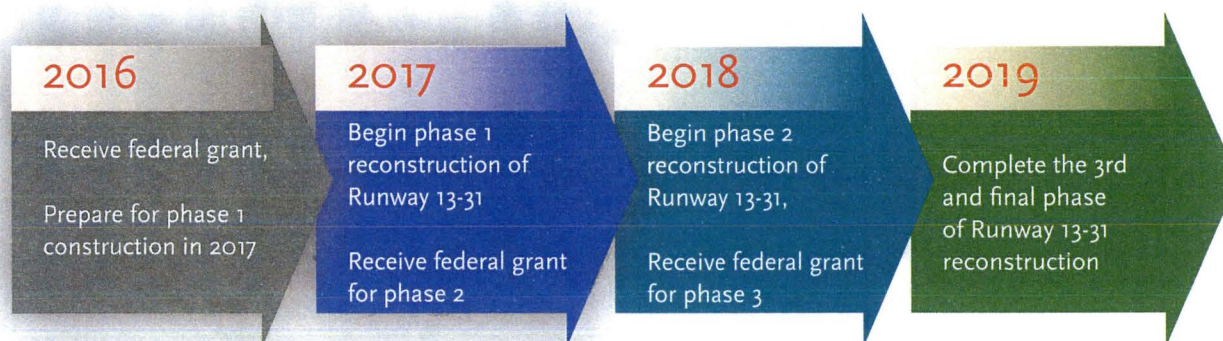 2016
Receive federal grant,
Prepare for phase 1
construction in 2017
2017
Begin phase 1
reconstruction of
Runway 13-31
Receive federal grant
for phase 2
2018
Begin phase 2
reconstruction of
Runway 13-31,
Receive federal grant
for phase 3
2019
Complete the 3rd
and final phase
of Runway 13-31
reconstruction